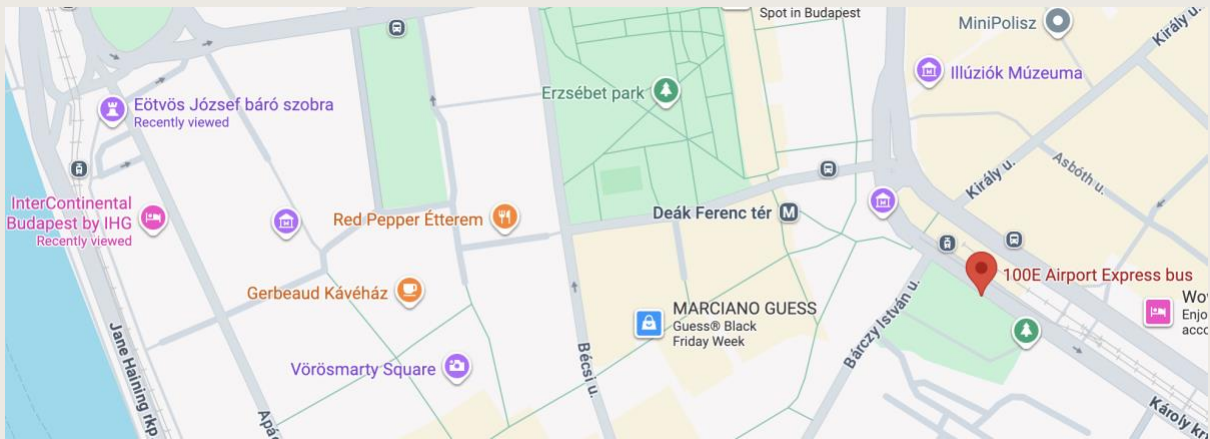 Spot in Budapest
MiniPolisz
Király u.
Illúziók Múzeuma
Erzsébet park
Eötvös József báró szobra
Recently viewed
Asbóth u.
Király u.
InterContinental
Budapest by IHG
Recently viewed
Red Pepper Étterem
Deák Ferenc tér M
100E Airport Express bus
Gerbeaud Kávéház
MARCIANO GUESS
Guess® Black
Friday Week
Bárczy István u.
Enjo
Jane Haining rkp
Vörösmarty Square
Bécsi u.
Károly kr